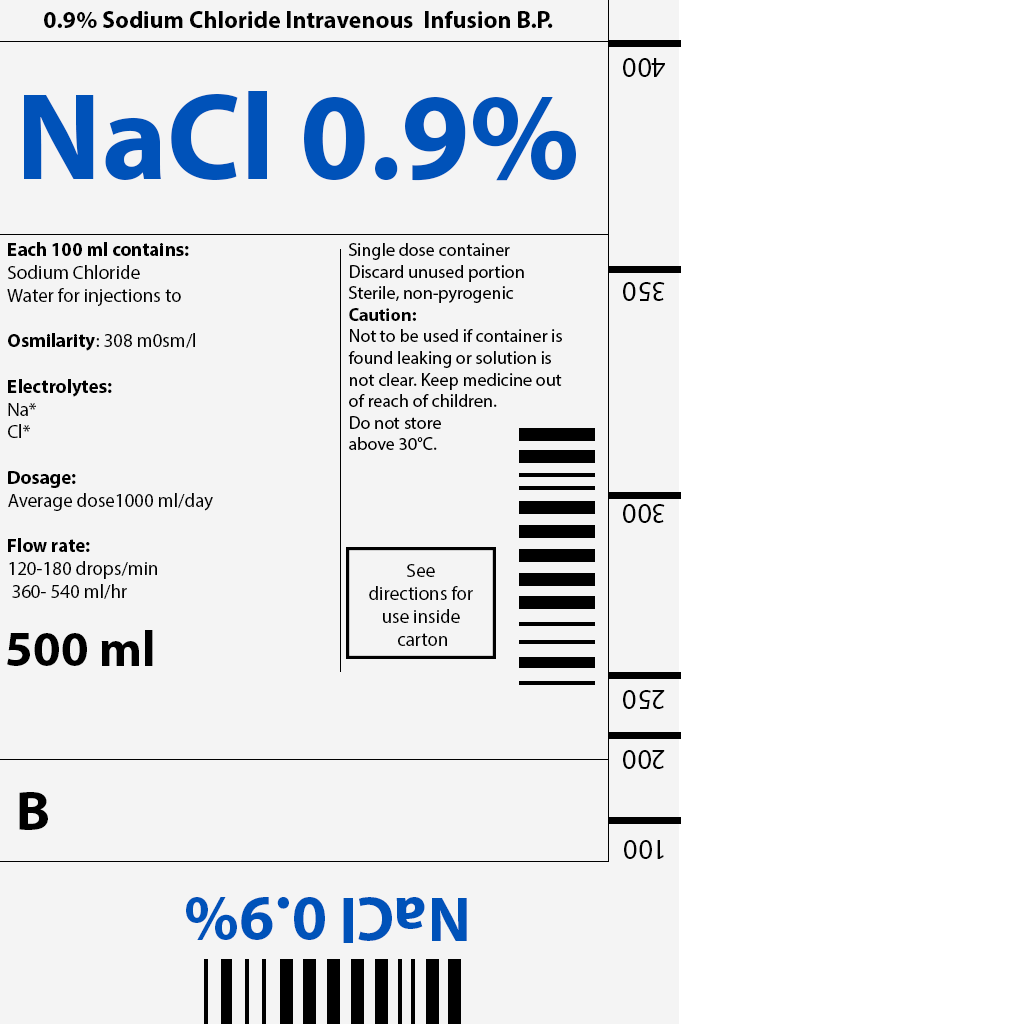 0.9% Sodium Chloride Intravenous Infusion B.P.
NaCl 0.9%
Each 100 ml contains:
Sodium Chloride
Water for injections to
Osmilarity: 308 m0sm/l
Electrolytes:
Na*
Cl*
Dosage:
Average dose1000 ml/day
Flow rate:
120-180 drops/min
360- 540 ml/hr
500 ml
Single dose container
Discard unused portion
Sterile, non-pyrogenic
Caution:
Not to be used if container is
found leaking or solution is
not clear. Keep medicine out
of reach of children.
Do not store
above 30°C.
See
directions for
use inside
carton
400
350
300
250
200
100
B
NaCl 0.9%